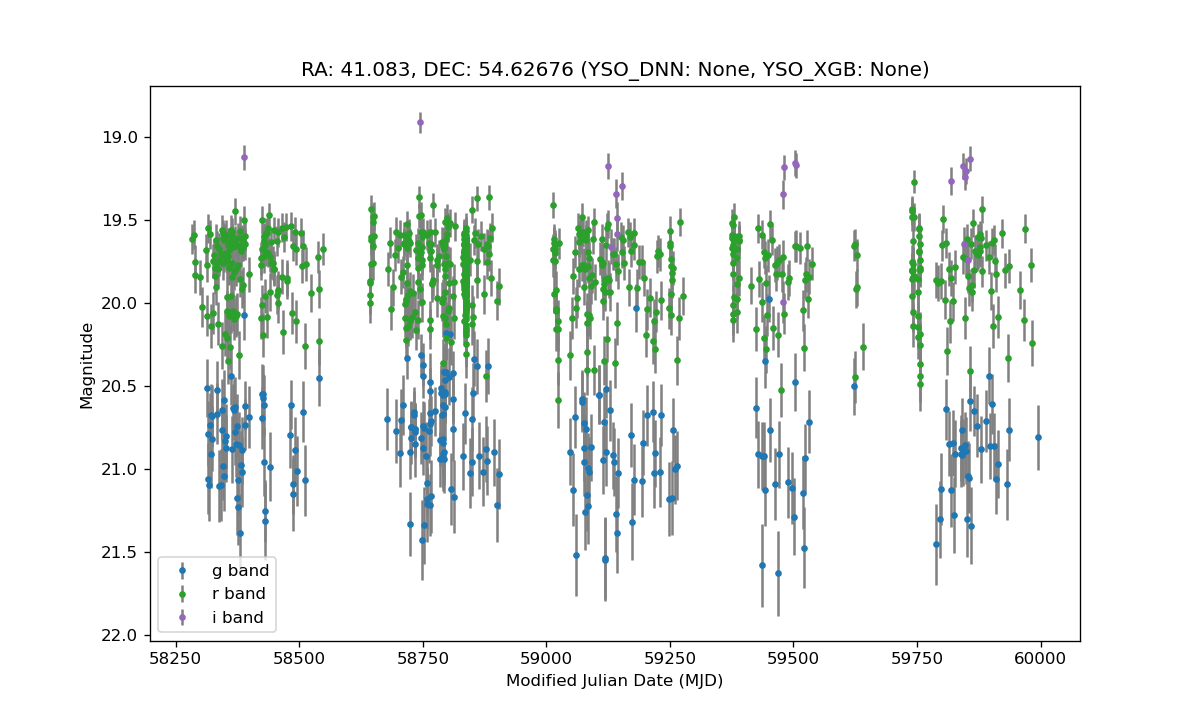 RA: 41.083, DEC: 54.62676 (YSO_DNN: None, YSO_XGB: None)
Magnitude
19.0
19.5
20.0
20.5
21.0
21.5
22.0
g band
r band
i band
58250 58500 58750 59000 59250 59500 59750 60000
Modified Julian Date (MJD)